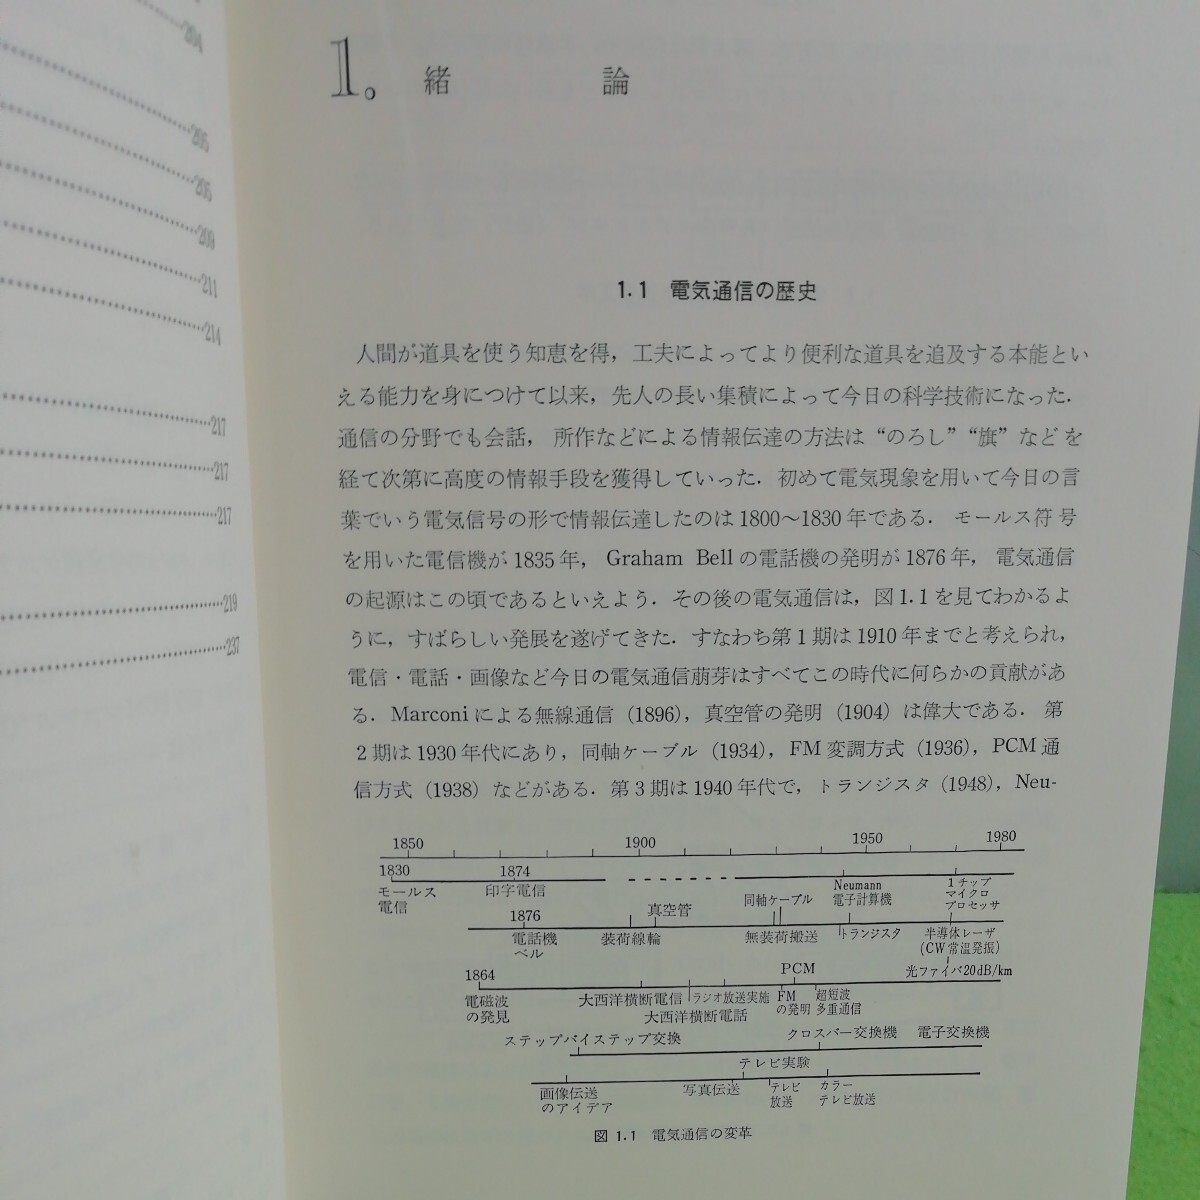 204
205
205
209
211
214
217
217
217
219
237
1. 緒 論
1.1 電気通信の歴史
人間が道具を使う知恵を得，工夫によってより便利な道具を追及する本能とい
える能力を身につけて以来，先人の長い集積によって今日の科学技術になった．
通信の分野でも会話，所作などによる情報伝達の方法は“のろし”“旗”などを
経て次第に高度の情報手段を獲得していった．初めて電気現象を用いて今日の言
葉でいう電気信号の形で情報伝達したのは1800～1830年である．モールス符号
を用いた電信機が1835年，Graham Bellの電話機の発明が1876年，電気通信
の起源はこの頃であるといえよう．その後の電気通信は，図1.1を見てわかるよ
うに，すばらしい発展を遂げてきた．すなわち第1期は1910年までと考えられ，
電信・電話・画像など今日の電気通信萠芽はすべてこの時代に何らかの貢献があ
る．Marconiによる無線通信（1896），真空管の発明（1904）は偉大である．第
2期は1930年代にあり，同軸ケーブル（1934），FM変調方式（1936），PCM通
信方式（1938）などがある．第3期は1940年代で，トランジスタ（1948），Neu-
1850 1900 1950 1980
1830 1874 Neumann 1チップ
モールス 印字電信 電子計算機 マイクロ
電信 プロセッサ
真空管 同軸ケーブル
1876
電話機 装荷線輪 無装荷搬送 トランジスタ 半導体レーザ
ベル (CW常温発振)
1864 PCM 光ファイバ20dB/km
電磁波 大西洋横断電信 ラジオ放送実施 FM 超短波
の発見 大西洋横断電話 の発明 多重通信
ステップバイステップ交換 クロスバー交換機 電子交換機
テレビ実験
画像伝送 写真伝送 テレビ カラー
のアイデア 放送 テレビ放送
図1.1 電気通信の変革